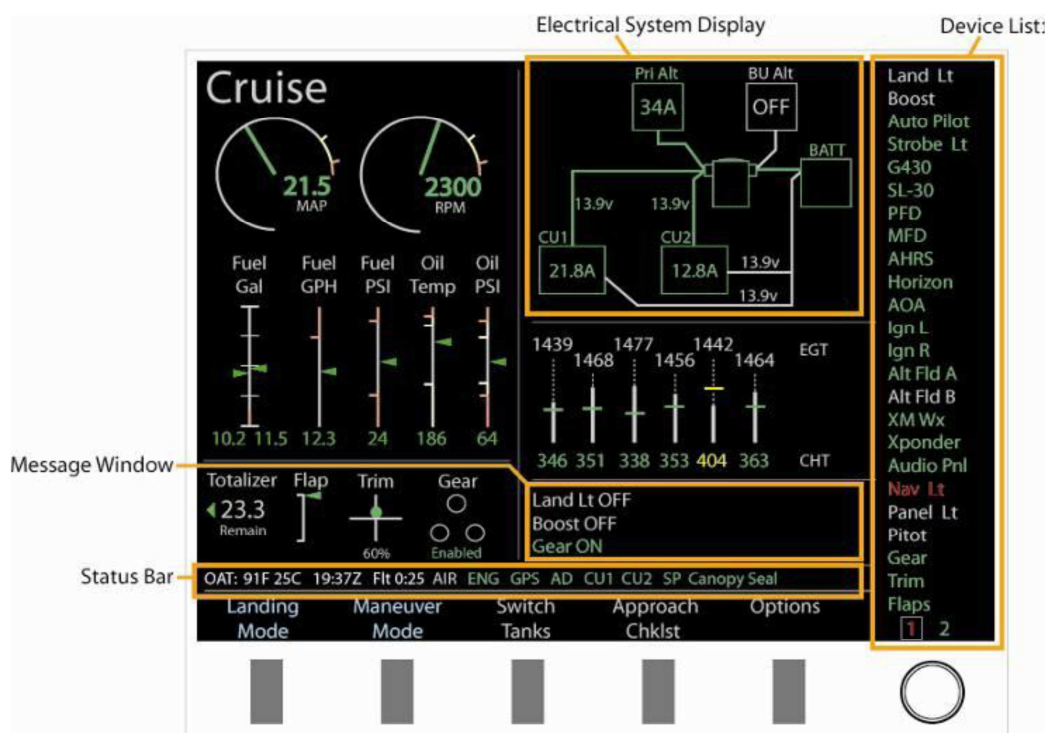 Electrical System Display
Device List:
Cruise
21.5
MAP
2300
RPM
Fuel Gal
Fuel GPH
Fuel PSI
Oil Temp
Oil PSI
10.2 11.5 12.3 24 186 64
Pri Alt
BU Alt
34A
OFF
BATT
13.9v
13.9v
CU1
CU2
21.8A
12.8A
13.9v
13.9v
1439 1468 1477 1456 1442 1464 EGT
346 351 338 353 404 363 CHT
Message Window
Totalizer
23.3
Remain
Flap
Trim
60%
Gear
Enabled
Land Lt OFF
Boost OFF
Gear ON
Status Bar
OAT: 91F 25C 19:37Z Flt 0:25 AIR ENG GPS AD CU1 CU2 SP Canopy Seal
Landing Mode
Maneuver Mode
Switch Tanks
Approach Chklst
Options
Land Lt
Boost
Auto Pilot
Strobe Lt
G430
SL-30
PFD
MFD
AHRS
Horizon
AOA
Ign L
Ign R
Alt Fld A
Alt Fld B
XM Wx
Xponder
Audio Pnl
Nav Lt
Panel Lt
Pitot
Gear
Trim
Flaps
1 2